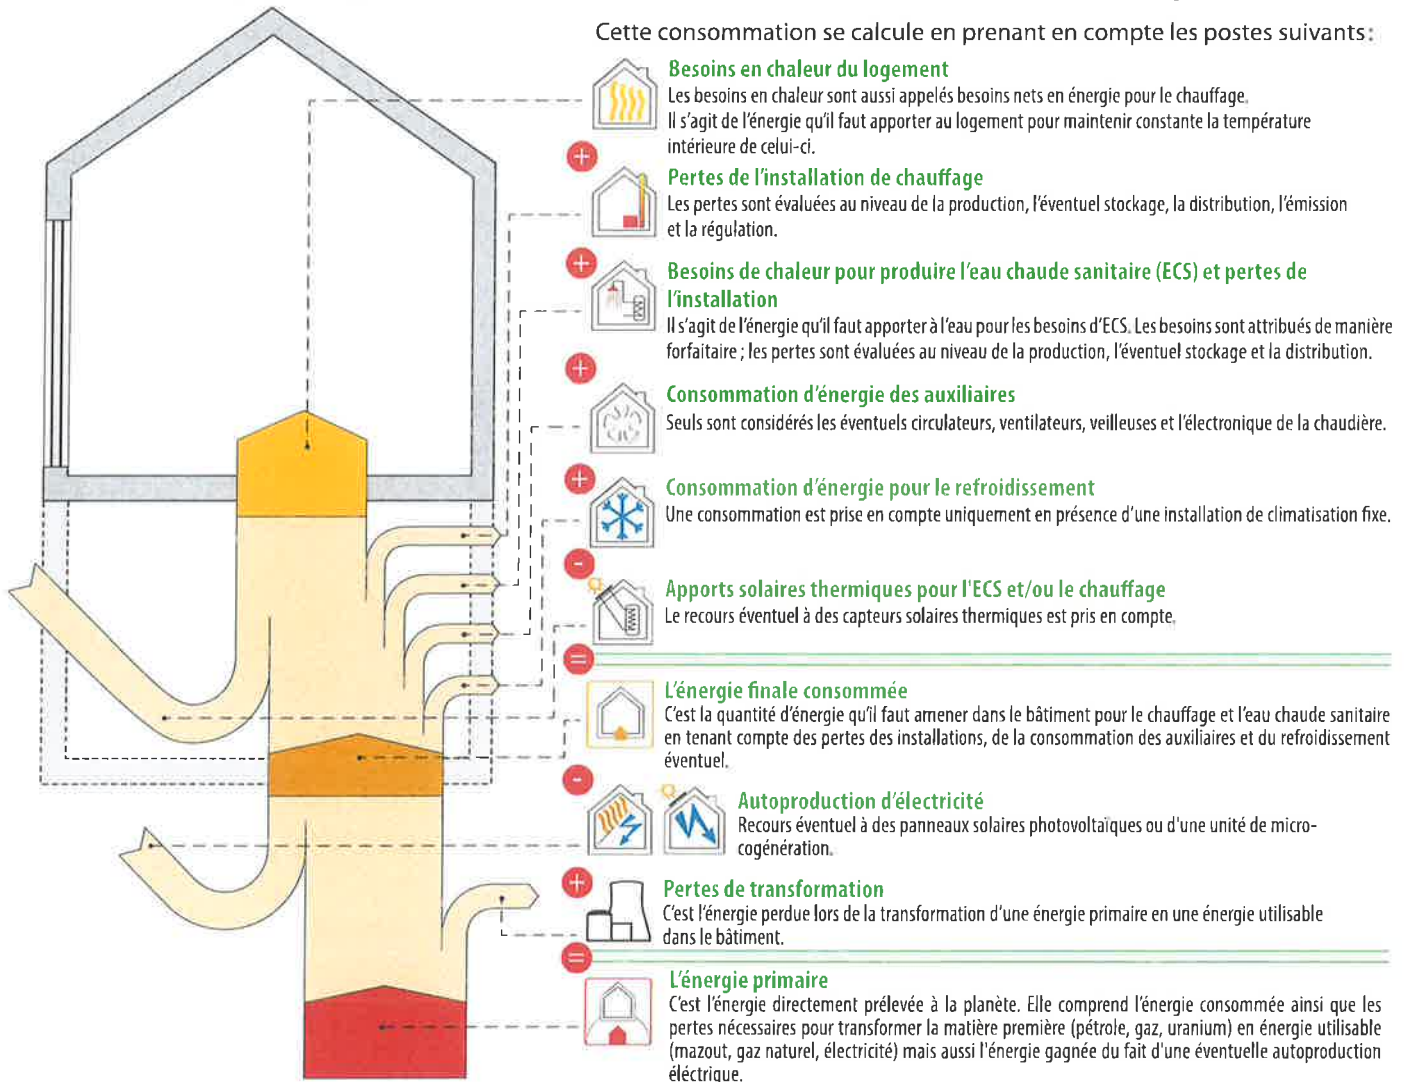 Cette consommation se calcule en prenant en compte les postes suivants:
Besoins en chaleur du logement
Les besoins en chaleur sont aussi appelés besoins nets en énergie pour le chauffage.
Il s'agit de l'énergie qu'il faut apporter au logement pour maintenir constante la température
intérieure de celui-ci.
+
Pertes de l'installation de chauffage
Les pertes sont évaluées au niveau de la production, l'éventuel stockage, la distribution, l'émission
et la régulation.
+
Besoins de chaleur pour produire l'eau chaude sanitaire (ECS) et pertes de
l'installation
Il s'agit de l'énergie qu'il faut apporter à l'eau pour les besoins d'ECS. Les besoins sont attribués de manière
forfaitaire ; les pertes sont évaluées au niveau de la production, l'éventuel stockage et la distribution.
+
Consommation d'énergie des auxiliaires
Seuls sont considérés les éventuels circulateurs, ventilateurs, veilleuses et l'électronique de la chaudière.
+
Consommation d'énergie pour le refroidissement
Une consommation est prise en compte uniquement en présence d'une installation de climatisation fixe.
-
Apports solaires thermiques pour l'ECS et/ou le chauffage
Le recours éventuel à des capteurs solaires thermiques est pris en compte.
=
L'énergie finale consommée
C'est la quantité d'énergie qu'il faut amener dans le bâtiment pour le chauffage et l'eau chaude sanitaire
en tenant compte des pertes des installations, de la consommation des auxiliaires et du refroidissement
éventuel.
-
Autoproduction d'électricité
Recours éventuel à des panneaux solaires photovoltaïques ou d'une unité de micro-
cogénération.
+
Pertes de transformation
C'est l'énergie perdue lors de la transformation d'une énergie primaire en une énergie utilisable
dans le bâtiment.
=
L'énergie primaire
C'est l'énergie directement prélevée à la planète. Elle comprend l'énergie consommée ainsi que les
pertes nécessaires pour transformer la matière première (pétrole, gaz, uranium) en énergie utilisable
(mazout, gaz naturel, électricité) mais aussi l'énergie gagnée du fait d'une éventuelle autoproduction
éléctrique.